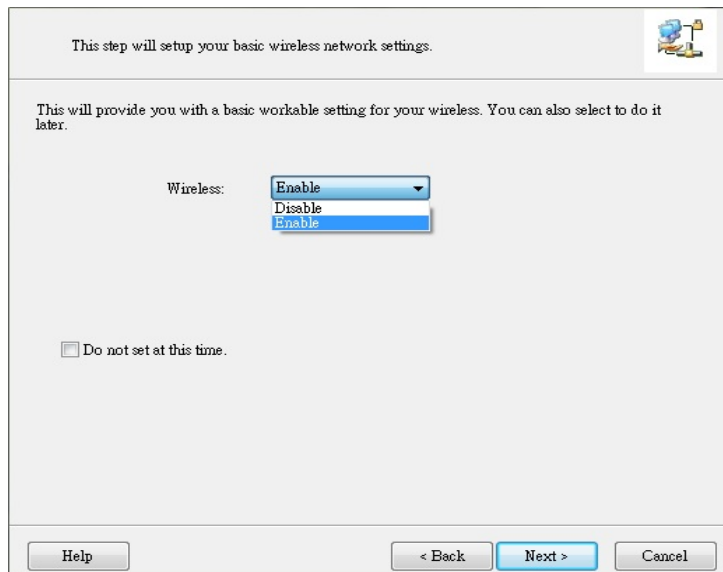 This step will setup your basic wireless network settings.
This will provide you with a basic workable setting for your wireless. You can also select to do it
later.
Wireless:
Enable
Disable
Enable
Do not set at this time.
Help
< Back
Next >
Cancel